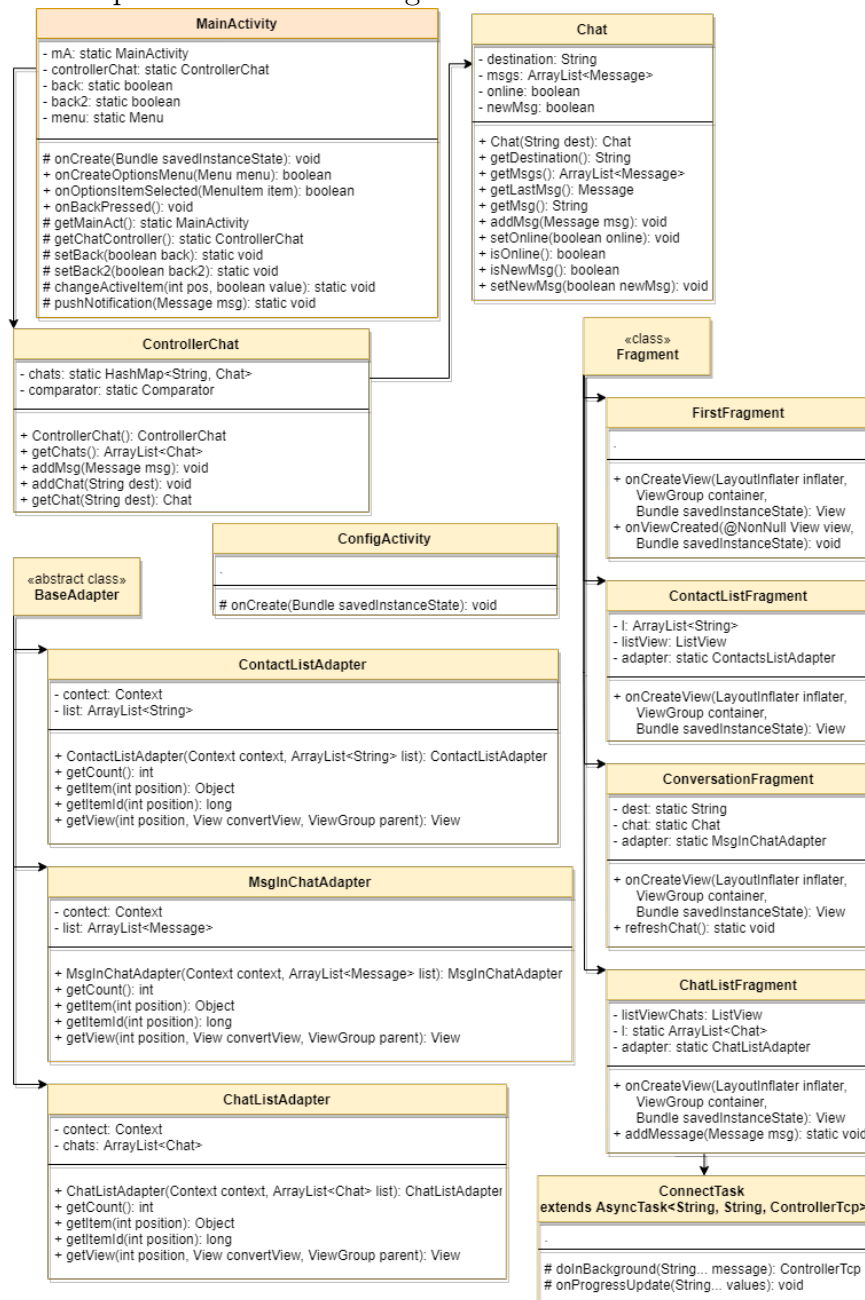 MainActivity
- mA: static MainActivity
- controllerChat: static ControllerChat
- back: static boolean
- back2: static boolean
- menu: static Menu
# onCreate(Bundle savedInstanceState): void
+ onCreateOptionsMenu(Menu menu): boolean
+ onOptionsItemSelected(MenuItem item): boolean
+ onBackPressed(): void
# getMainAct(): static MainActivity
# getChatController(): static ControllerChat
# setBack(boolean back): static void
# setBack2(boolean back2): static void
# changeActiveItem(int pos, boolean value): static void
# pushNotification(Message msg): static void
Chat
- destination: String
- msgs: ArrayList<Message>
- online: boolean
- newMsg: boolean
+ Chat(String dest): Chat
+ getDestination(): String
+ getMsgs(): ArrayList<Message>
+ getLastMsg(): Message
+ getMsg(): String
+ addMsg(Message msg): void
+ setOnline(boolean online): void
+ isOnline(): boolean
+ isNewMsg(): boolean
+ setNewMsg(boolean newMsg): void
ControllerChat
- chats: static HashMap<String, Chat>
- comparator: static Comparator
+ ControllerChat(): ControllerChat
+ getChats(): ArrayList<Chat>
+ addMsg(Message msg): void
+ addChat(String dest): void
+ getChat(String dest): Chat
«class»
Fragment
FirstFragment
.
+ onCreateView(LayoutInflater inflater,
ViewGroup container,
Bundle savedInstanceState): View
+ onViewCreated(@NonNull View view,
Bundle savedInstanceState): void
ConfigActivity
.
# onCreate(Bundle savedInstanceState): void
«abstract class»
BaseAdapter
ContactListFragment
- l: ArrayList<String>
- listView: ListView
- adapter: static ContactsListAdapter
+ onCreateView(LayoutInflater inflater,
ViewGroup container,
Bundle savedInstanceState): View
ContactListAdapter
- contect: Context
- list: ArrayList<String>
+ ContactListAdapter(Context context, ArrayList<String> list): ContactListAdapter
+ getCount(): int
+ getItem(int position): Object
+ getItemId(int position): long
+ getView(int position, View convertView, ViewGroup parent): View
ConversationFragment
- dest: static String
- chat: static Chat
- adapter: static MsgInChatAdapter
+ onCreateView(LayoutInflater inflater,
ViewGroup container,
Bundle savedInstanceState): View
+ refreshChat(): static void
MsgInChatAdapter
- contect: Context
- list: ArrayList<Message>
+ MsgInChatAdapter(Context context, ArrayList<Message> list): MsgInChatAdapter
+ getCount(): int
+ getItem(int position): Object
+ getItemId(int position): long
+ getView(int position, View convertView, ViewGroup parent): View
ChatListFragment
- listViewChats: ListView
- l: static ArrayList<Chat>
- adapter: static ChatListAdapter
+ onCreateView(LayoutInflater inflater,
ViewGroup container,
Bundle savedInstanceState): View
+ addMessage(Message msg): static void
ChatListAdapter
- contect: Context
- chats: ArrayList<Chat>
+ ChatListAdapter(Context context, ArrayList<Chat> list): ChatListAdapter
+ getCount(): int
+ getItem(int position): Object
+ getItemId(int position): long
+ getView(int position, View convertView, ViewGroup parent): View
ConnectTask
extends AsyncTask<String, String, ControllerTcp>
.
# doInBackground(String... message): ControllerTcp
# onProgressUpdate(String... values): void